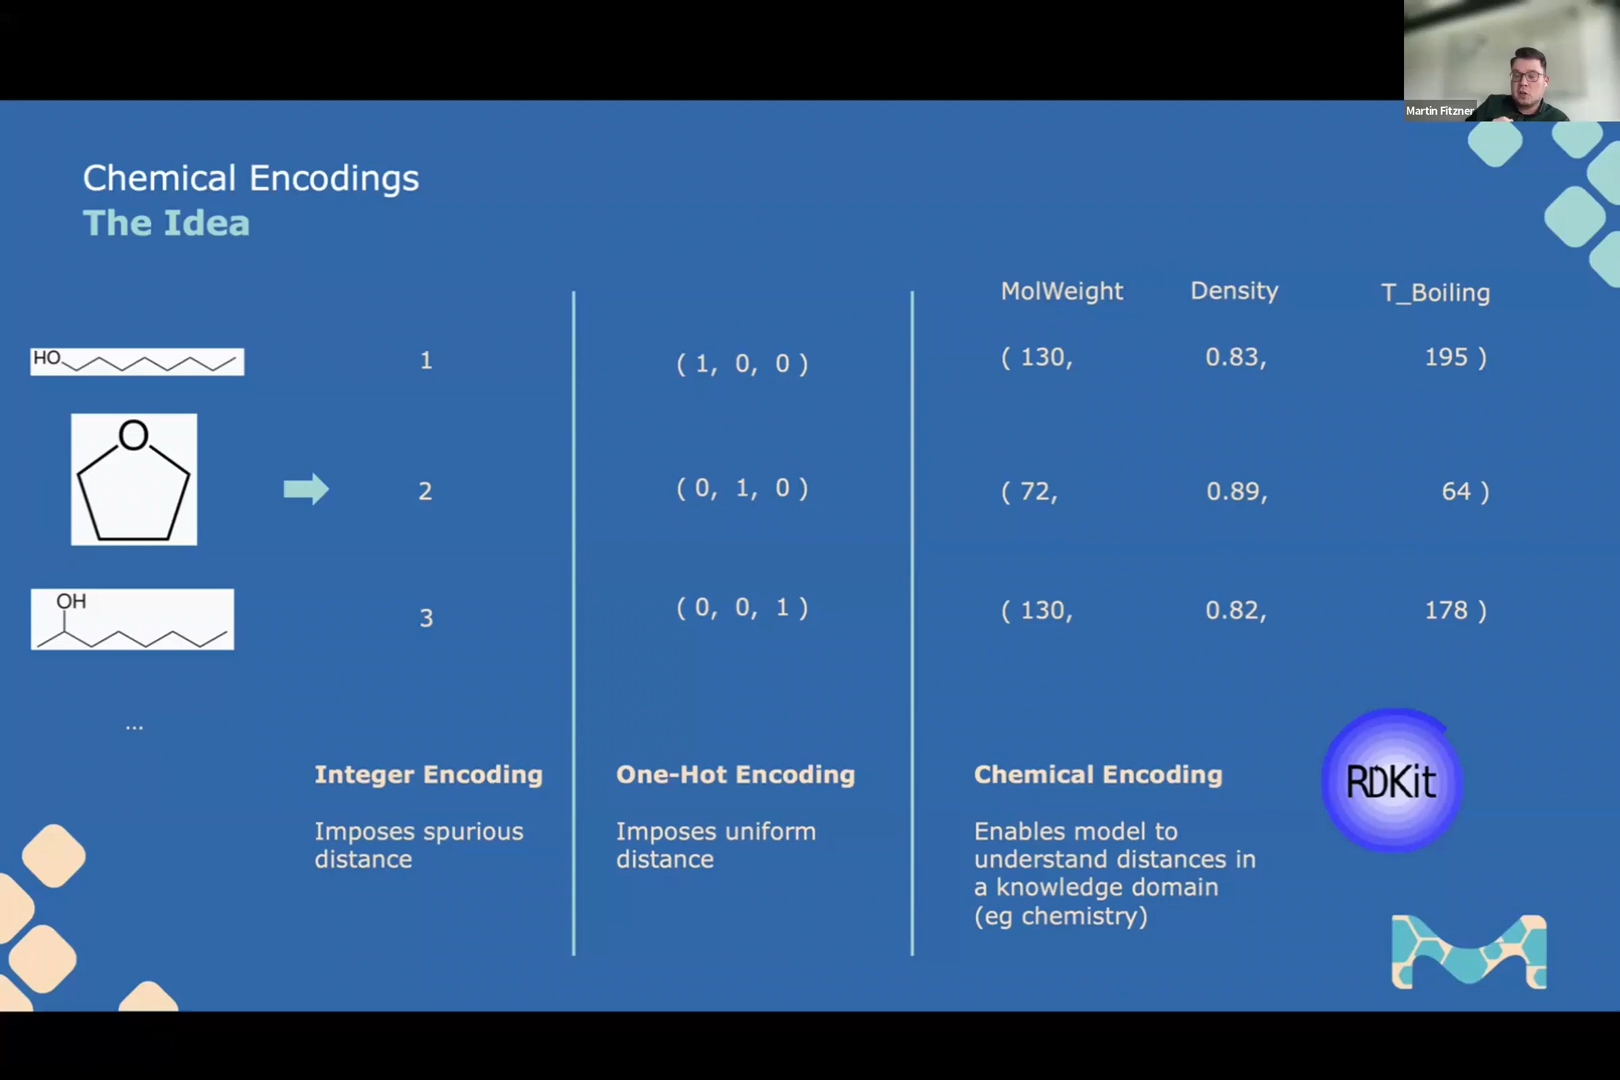 Martin Fitzner
Chemical Encodings
The Idea
MolWeight Density T_Boiling
HO 1 ( 1, 0, 0 ) ( 130, 0.83, 195 )
O
2 ( 0, 1, 0 ) ( 72, 0.89, 64 )
OH
3 ( 0, 0, 1 ) ( 130, 0.82, 178 )
...
Integer Encoding
Imposes spurious
distance
One-Hot Encoding
Imposes uniform
distance
Chemical Encoding
Enables model to
understand distances in
a knowledge domain
(eg chemistry)
RDKit